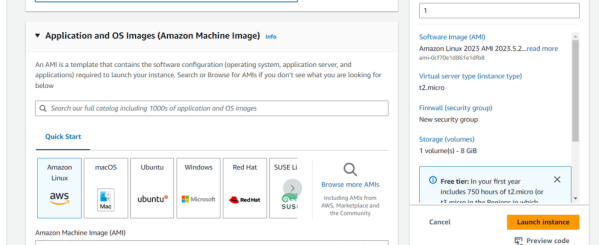 1
▼ Application and OS Images (Amazon Machine Image) Info
An AMI is a template that contains the software configuration (operating system, application server, and
applications) required to launch your instance. Search or Browse for AMIs if you don't see what you are looking for
below
Search our full catalog including 1000s of application and OS images
Quick Start
Amazon
Linux
aws
macOS
Mac
Ubuntu
ubuntu
Windows
Microsoft
Red Hat
Red Hat
SUSE Li
SUS
Browse more AMIs
Including AMIs from
AWS, Marketplace and
the Community
Amazon Machine Image (AMI)
Software Image (AMI)
Amazon Linux 2023 AMI 2023.5.2...read more
ami-0cf70e1d861e1dfb8
Virtual server type (instance type)
t2.micro
Firewall (security group)
New security group
Storage (volumes)
1 volume(s) - 8 GiB
Free tier: In your first year
includes 750 hours of t2.micro (or
t3.micro in the Regions in which
Cancel
Launch instance
Preview code